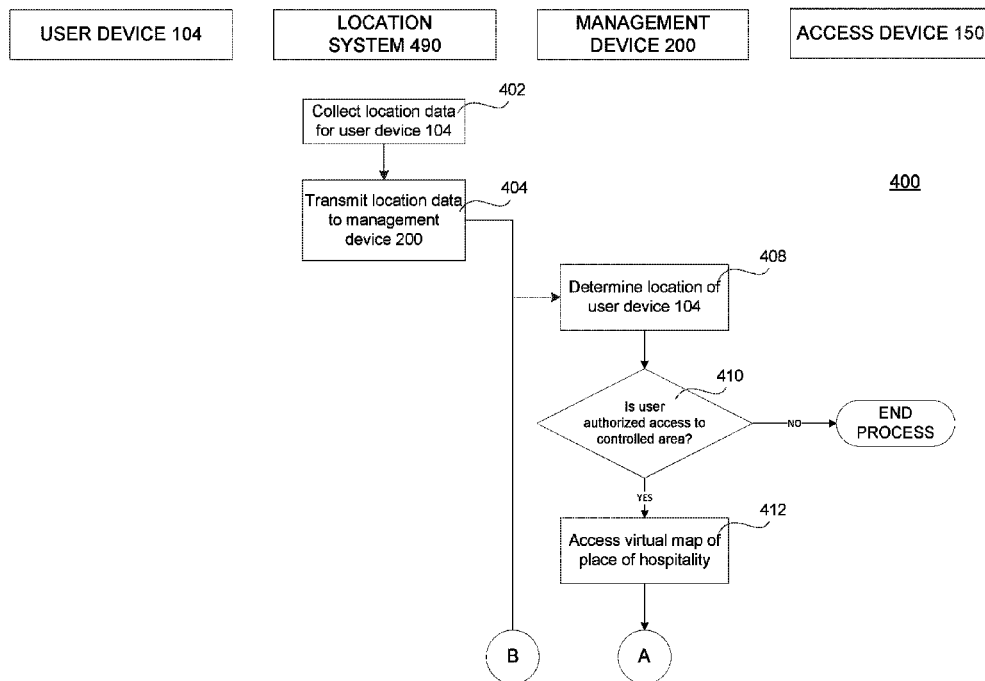 USER DEVICE 104
LOCATION
SYSTEM 490
MANAGEMENT
DEVICE 200
ACCESS DEVICE 150
402
Collect location data
for user device 104
400
404
Transmit location data
to management
device 200
408
Determine location of
user device 104
410
Is user
authorized access to
controlled area?
NO
END
PROCESS
YES
412
Access virtual map of
place of hospitality
B
A